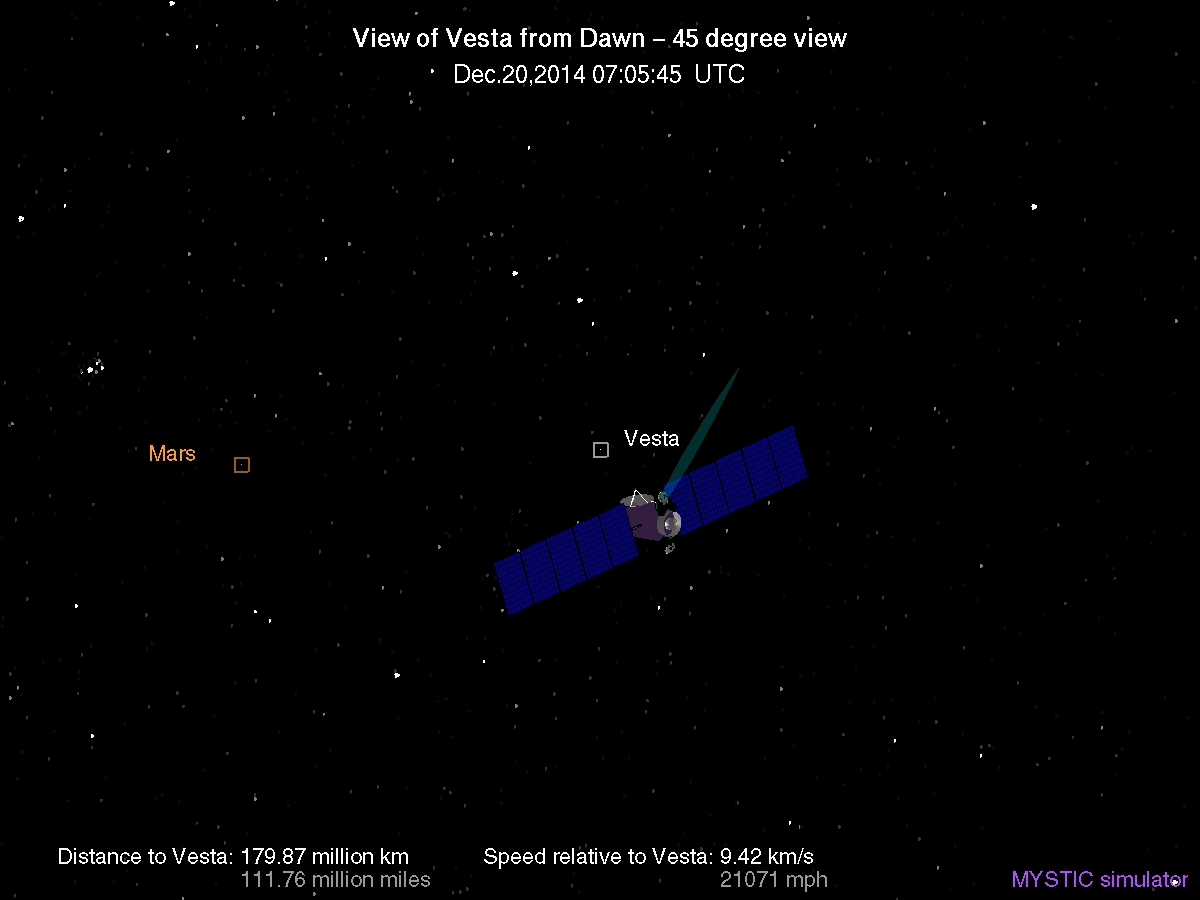 View of Vesta from Dawn – 45 degree view
Dec.20,2014 07:05:45 UTC
Vesta
Mars
Distance to Vesta: 179.87 million km
111.76 million miles
Speed relative to Vesta: 9.42 km/s
21071 mph
MYSTIC simulator